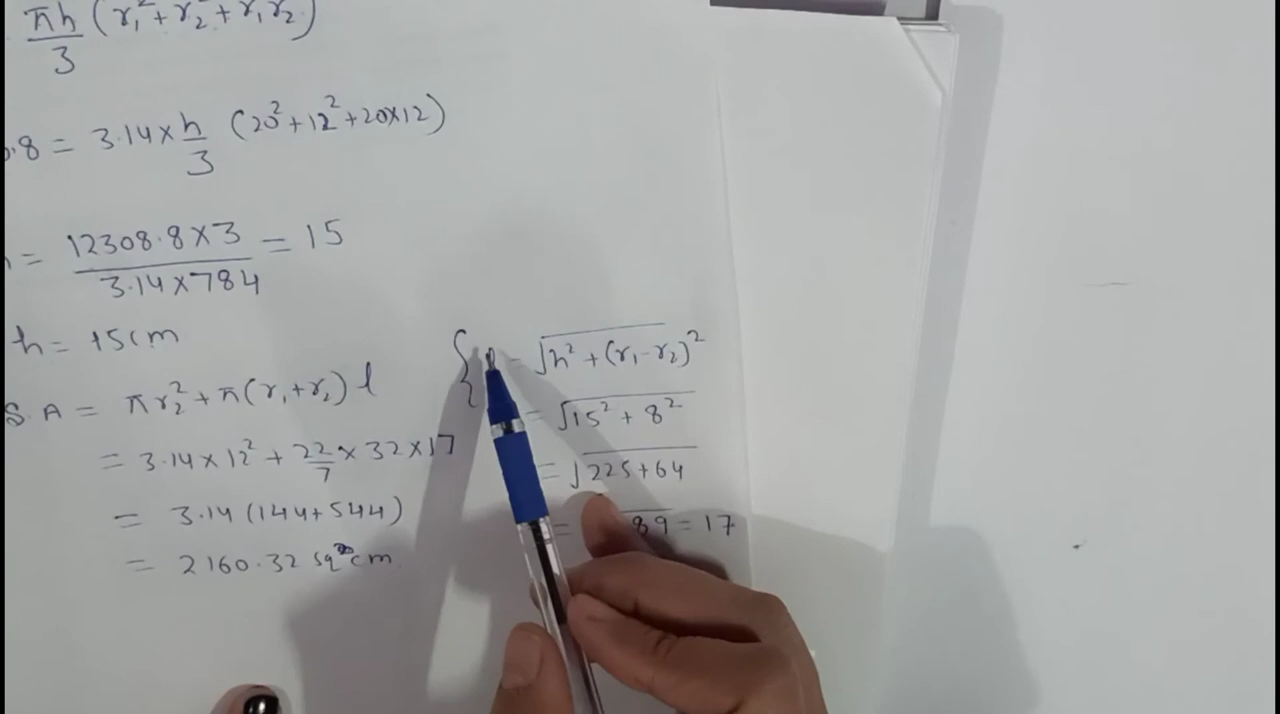 πh/3 (r₁²+r₂²+r₁r₂)
.8 = 3.14×h/3 (20²+12²+20×12)
= 12308.8×3/3.14×784 = 15
h = 15cm
S.A = πr₂²+π(r₁+r₂)l
= 3.14×12²+22/7×32×17
= 3.14(144+544)
= 2160.32 sq cm
{ = √h²+(r₁-r₂)²
= √15²+8²
= √225+64
= 89 = 17